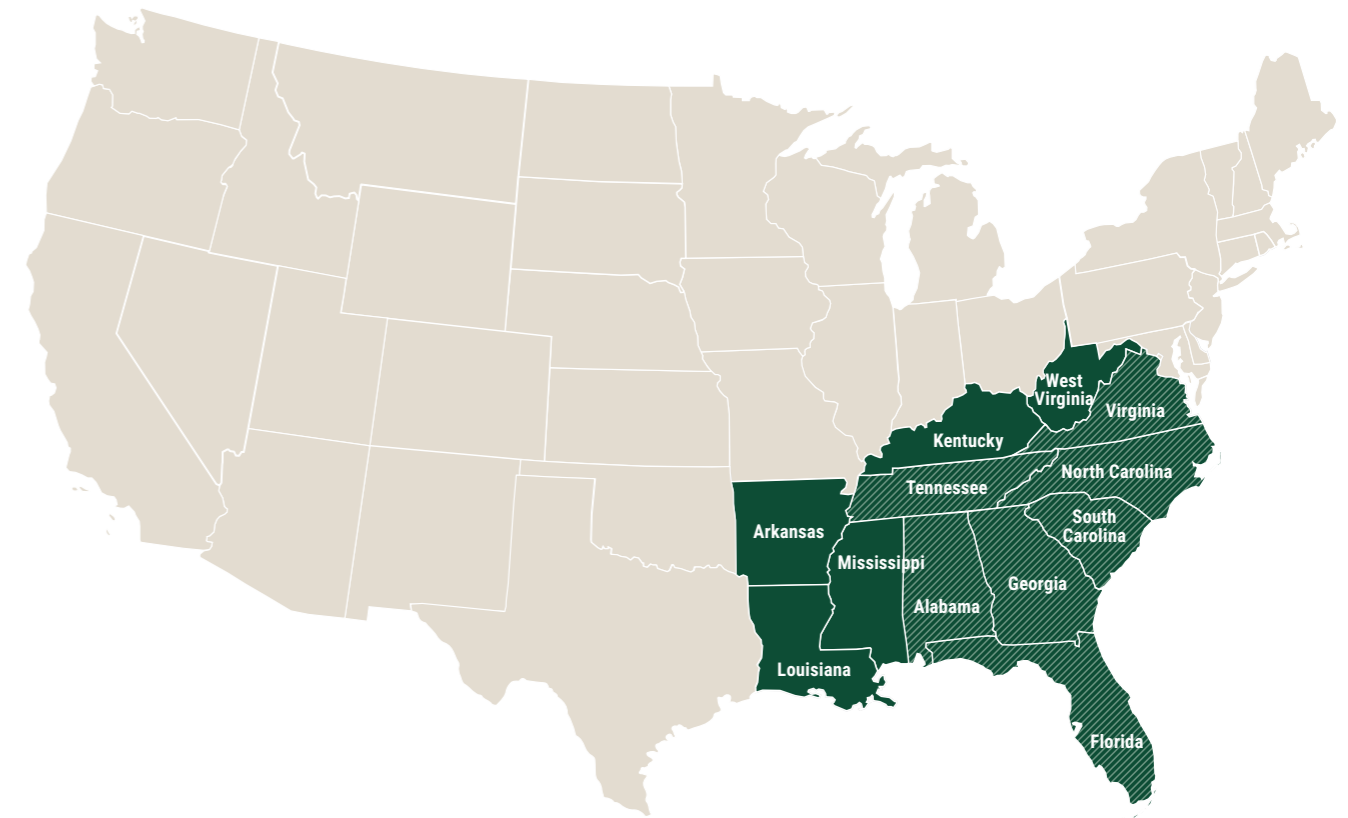 West
Virginia
Virginia
Kentucky
North Carolina
Tennessee
South
Carolina
Arkansas
Mississippi
Georgia
Alabama
Louisiana
Florida